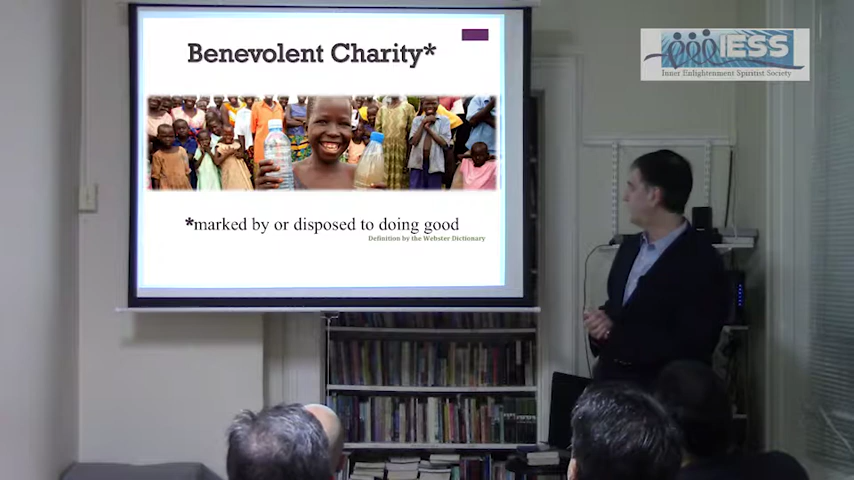 Benevolent Charity*
*marked by or disposed to doing good
Definition by the Webster Dictionary
IESS
Inner Enlightenment Spiritist Society